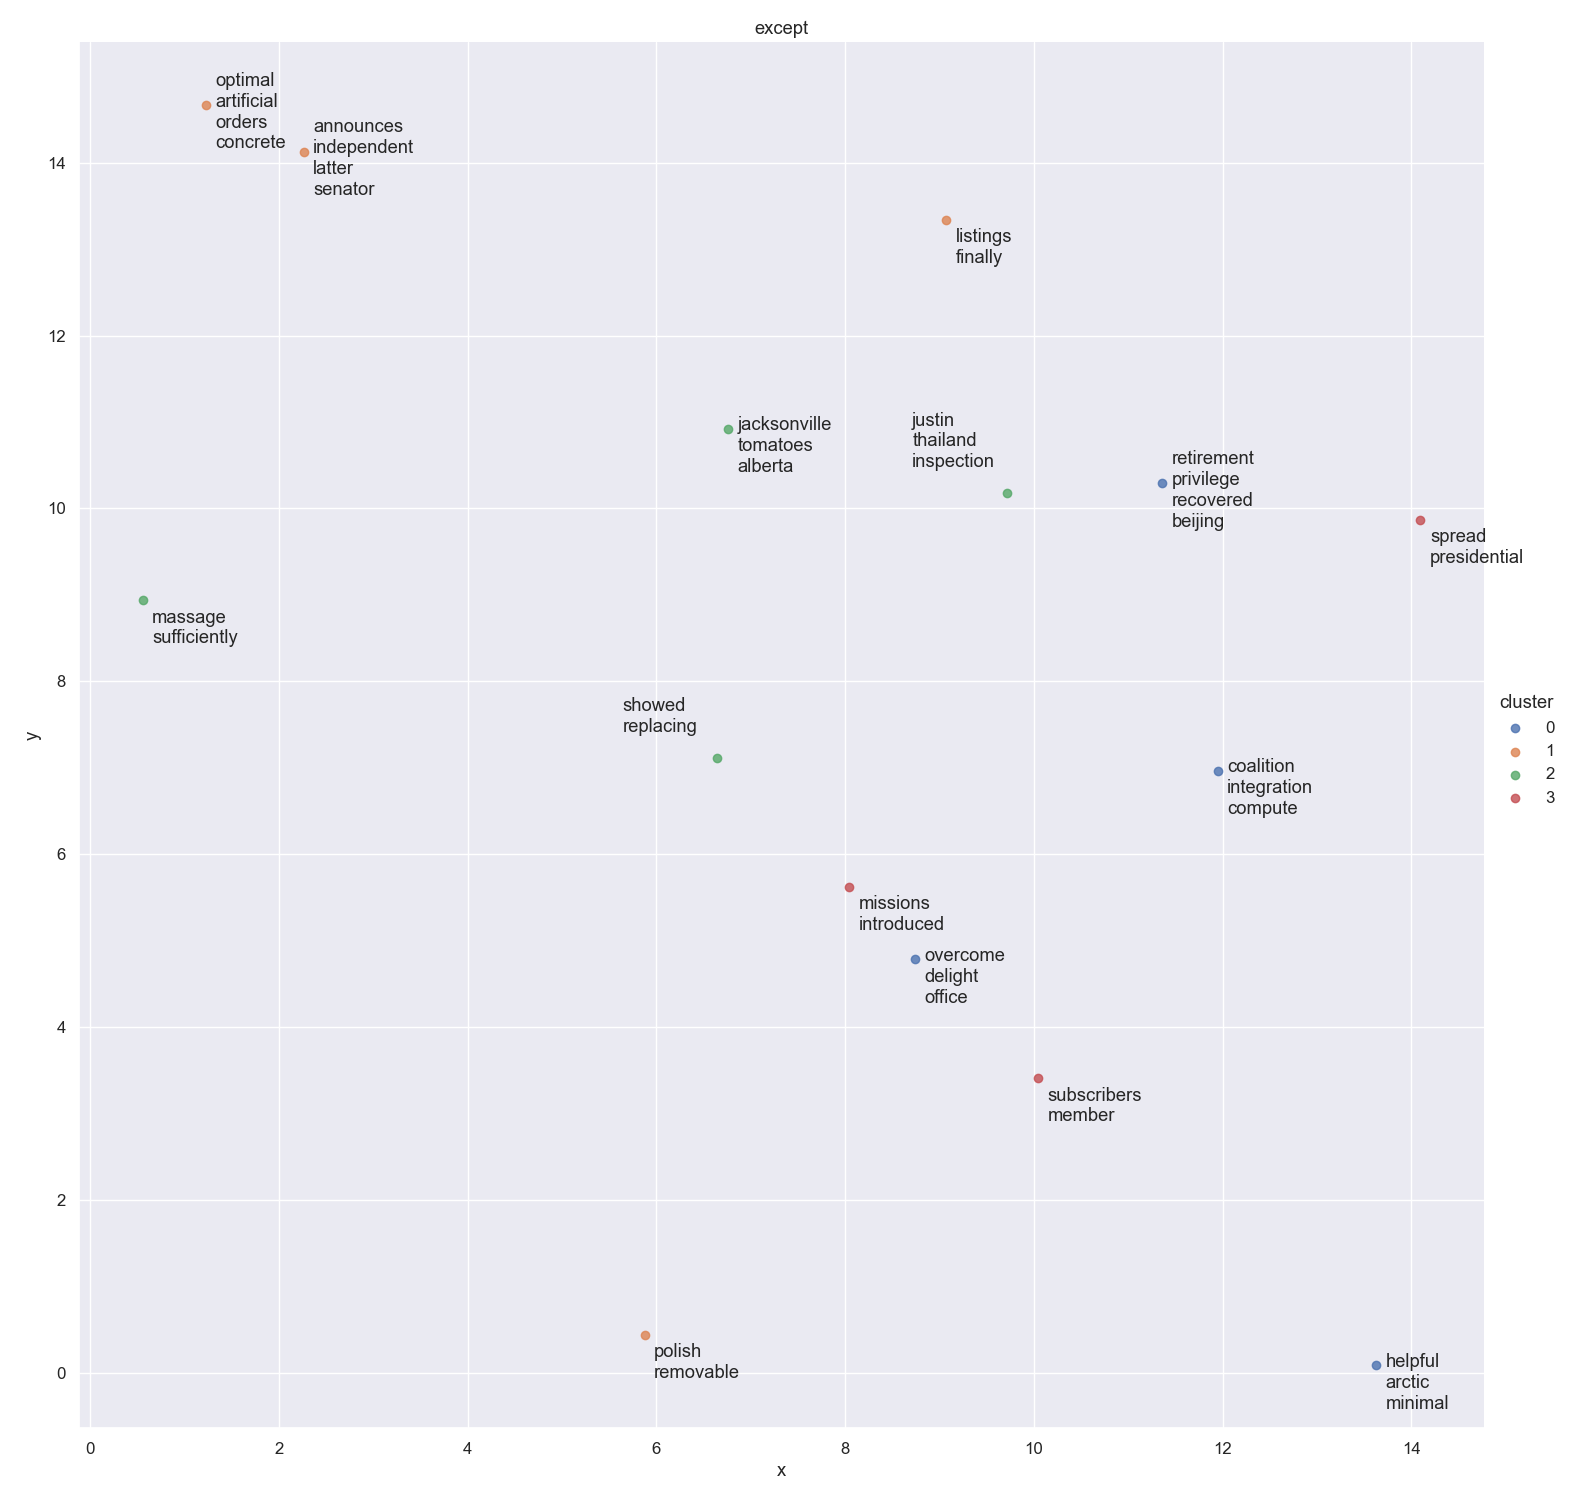 except
optimal
artificial
orders
concrete
announces
independent
latter
senator
listings
finally
jacksonville
tomatoes
alberta
justin
thailand
inspection
retirement
privilege
recovered
beijing
spread
presidential
massage
sufficiently
showed
replacing
coalition
integration
compute
missions
introduced
overcome
delight
office
subscribers
member
polish
removable
helpful
arctic
minimal
14
12
10
8
6
4
2
0
y
0 2 4 6 8 10 12 14
x
cluster
0
1
2
3